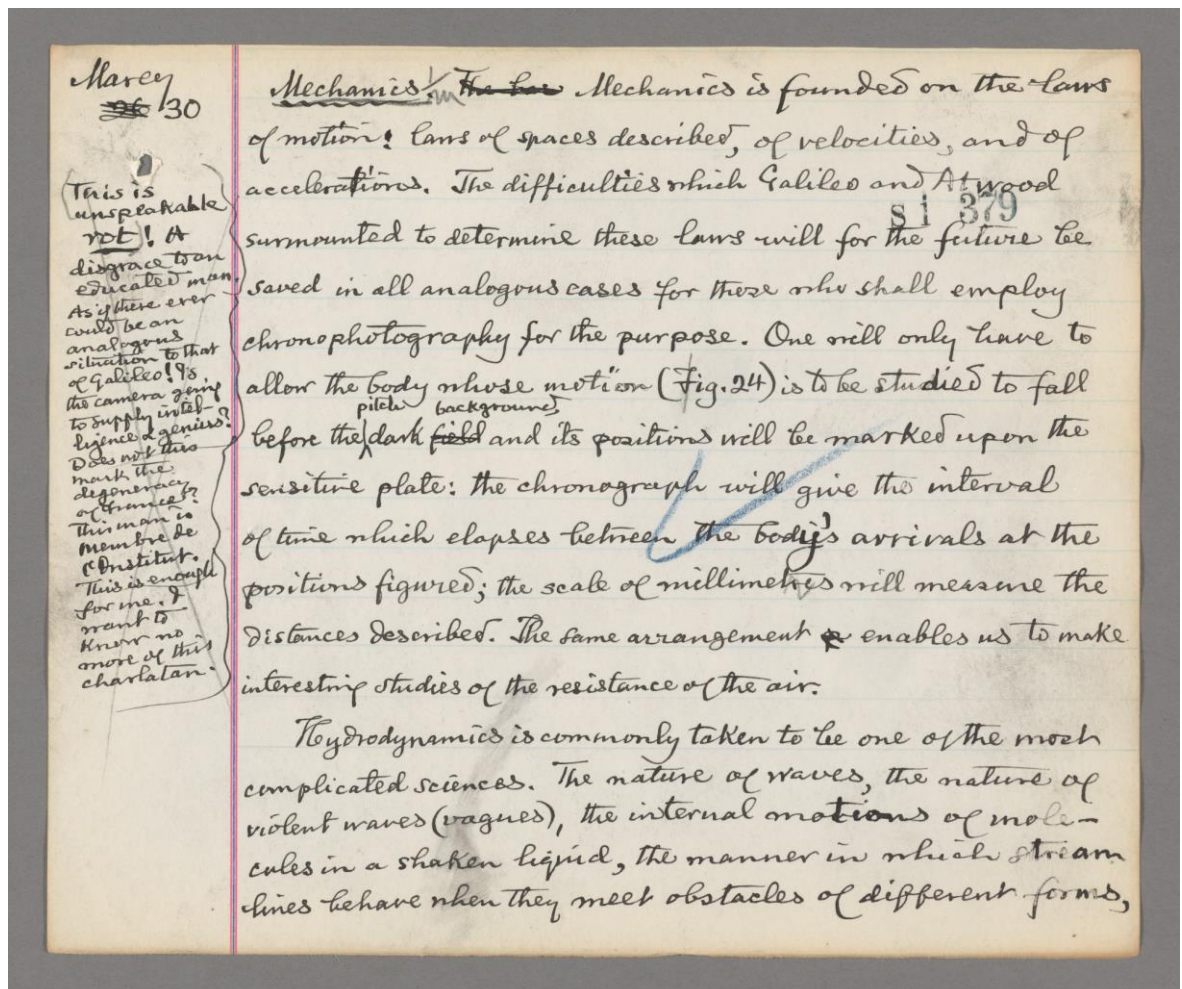 Marey
30
(This is
unspeakable
rot! A
disgrace to an
educated man.
As if there ever
could be an
analogous
situation to that
of Galileo! Is
the camera going
to supply intel-
ligence & genius?
Does not this
mark the
degeneracy
of France?
This man is
Membre de
l'Institut.
This is enough
for me. I
want to
know no
more of this
charlatan.
Mechanics. The law Mechanics is founded on the laws
of motion: laws of spaces described, of velocities, and of
accelerations. The difficulties which Galileo and Atwood
S1 379
surmounted to determine these laws will for the future be
saved in all analogous cases for those who shall employ
chronophotography for the purpose. One will only have to
allow the body whose motion (Fig. 24) is to be studied to fall
pitch background,
before the dark field and its positions will be marked upon the
sensitive plate: the chronograph will give the interval
of time which elapses between the body's arrivals at the
positions figured; the scale of millimetres will measure the
distances described. The same arrangement enables us to make
interesting studies of the resistance of the air.
Hydrodynamics is commonly taken to be one of the most
complicated sciences. The nature of waves, the nature of
violent waves (vagues), the internal motions of mole-
cules in a shaken liquid, the manner in which stream
lines behave when they meet obstacles of different forms,